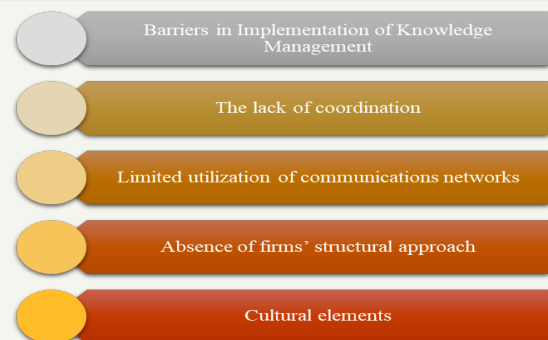 Barriers in Implementation of Knowledge
Management
The lack of coordination
Limited utilization of communications networks
Absence of firms’ structural approach
Cultural elements